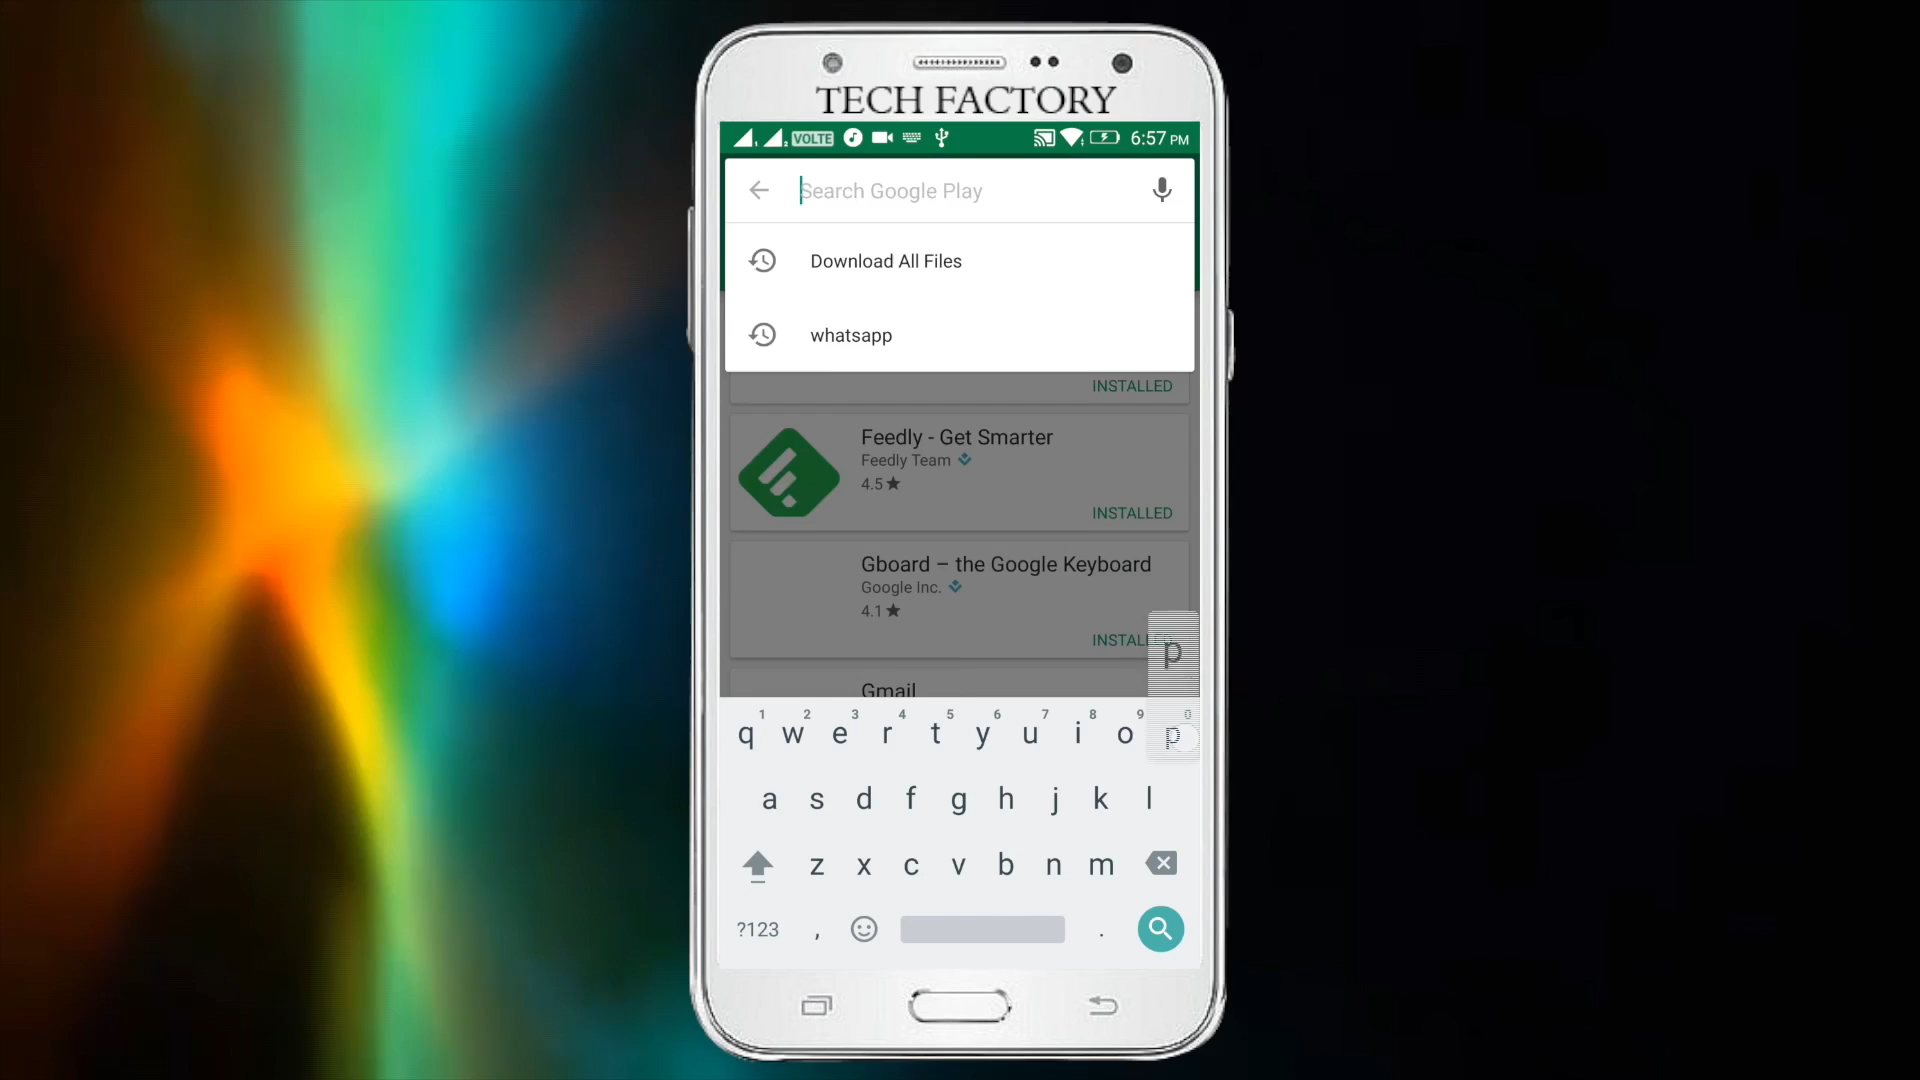 TECH FACTORY
1 2 VOLTE 6:57 PM
Search Google Play
Download All Files
whatsapp
INSTALLED
Feedly - Get Smarter
Feedly Team
4.5★
INSTALLED
Gboard – the Google Keyboard
Google Inc.
4.1★
INSTALLED
p
Gmail
1 2 3 4 5 6 7 8 9 0
q w e r t y u i o p
a s d f g h j k l
z x c v b n m
?123 , .